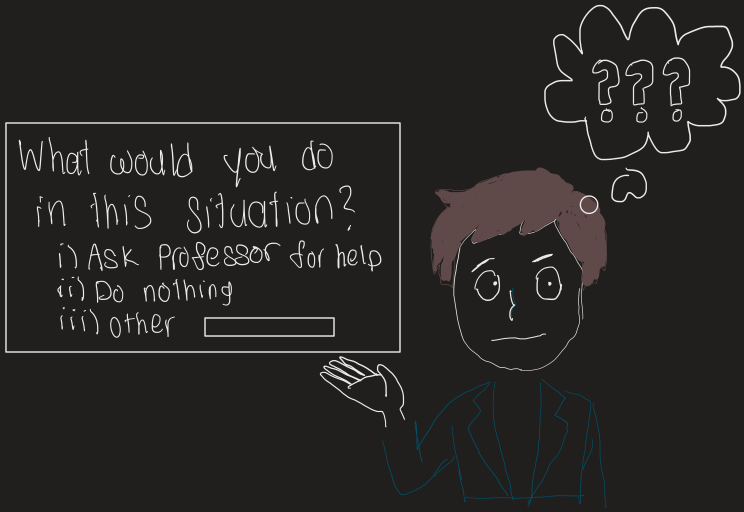 What would you do
in this situation?
i) Ask Professor for help
ii) Do nothing
iii) other
???